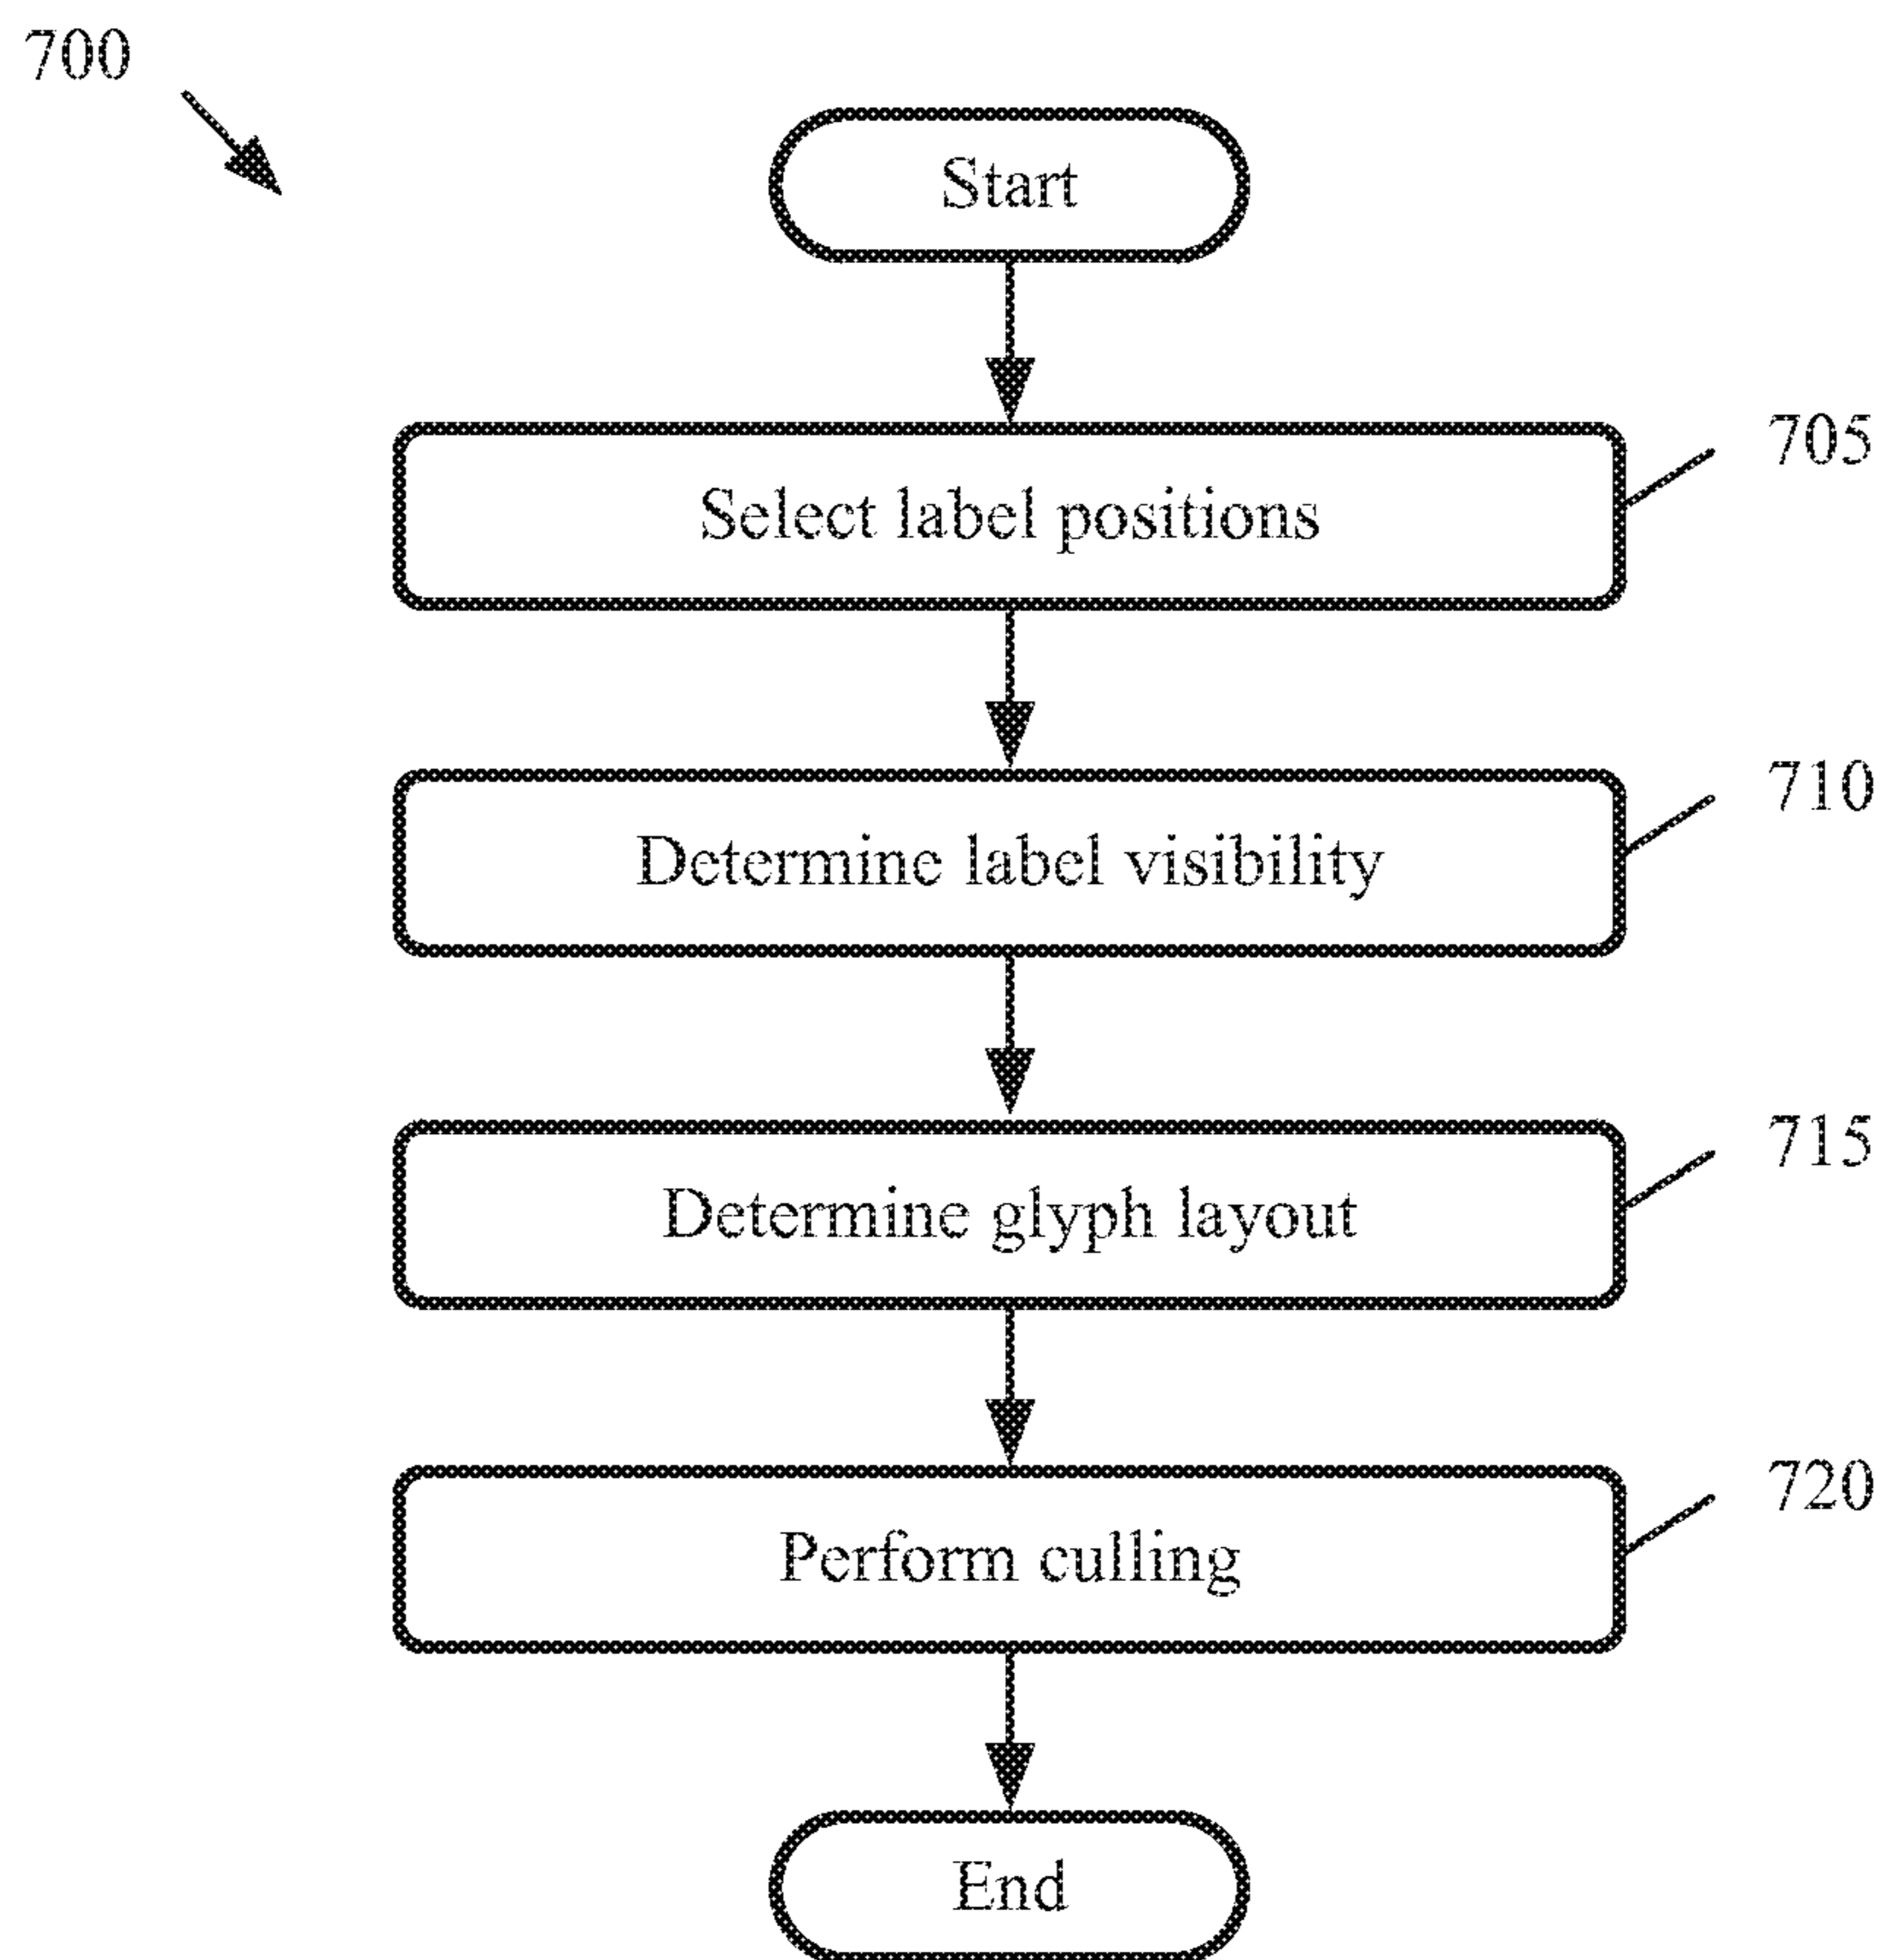 700
Start
705
Select label positions
710
Determine label visibility
715
Determine glyph layout
720
Perform culling
End